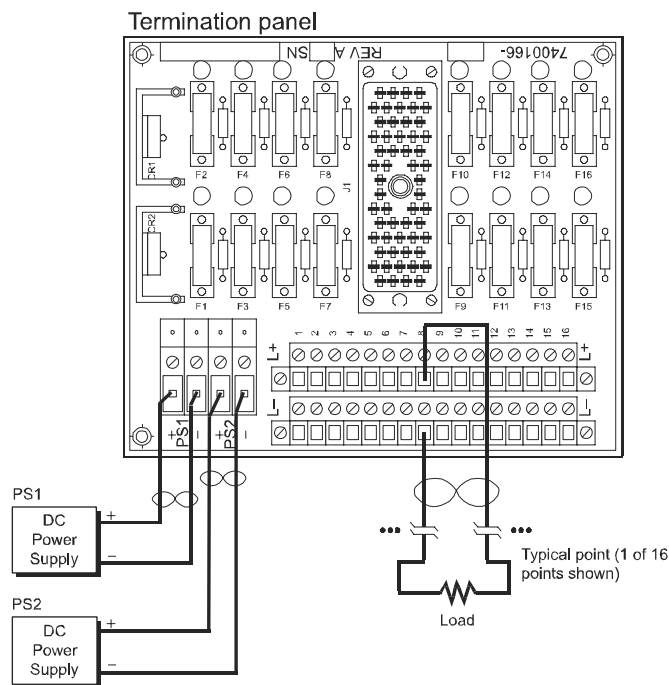 Termination panel
SN REV A 7400166-
F2 F4 F6 F8 F10 F12 F14 F16
CR1
J1
CR2
F1 F3 F5 F7 F9 F11 F13 F15
L+ 1 2 3 4 5 6 7 8 9 10 11 12 13 14 15 16 L+
L- L-
+ PS1 - + PS2 -
PS1
DC
Power
Supply
+
−
PS2
DC
Power
Supply
+
−
••• •••
Typical point (1 of 16
points shown)
Load